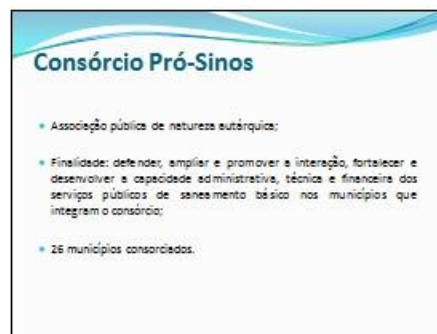 Consórcio Pró-Sinos
• Associação pública de natureza autárquica;
• Finalidade: defender, ampliar e promover a interação, fortalecer e
desenvolver a capacidade administrativa, técnica e financeira dos
serviços públicos de saneamento básico nos municípios que
integram o consórcio;
• 26 municípios consorciados.